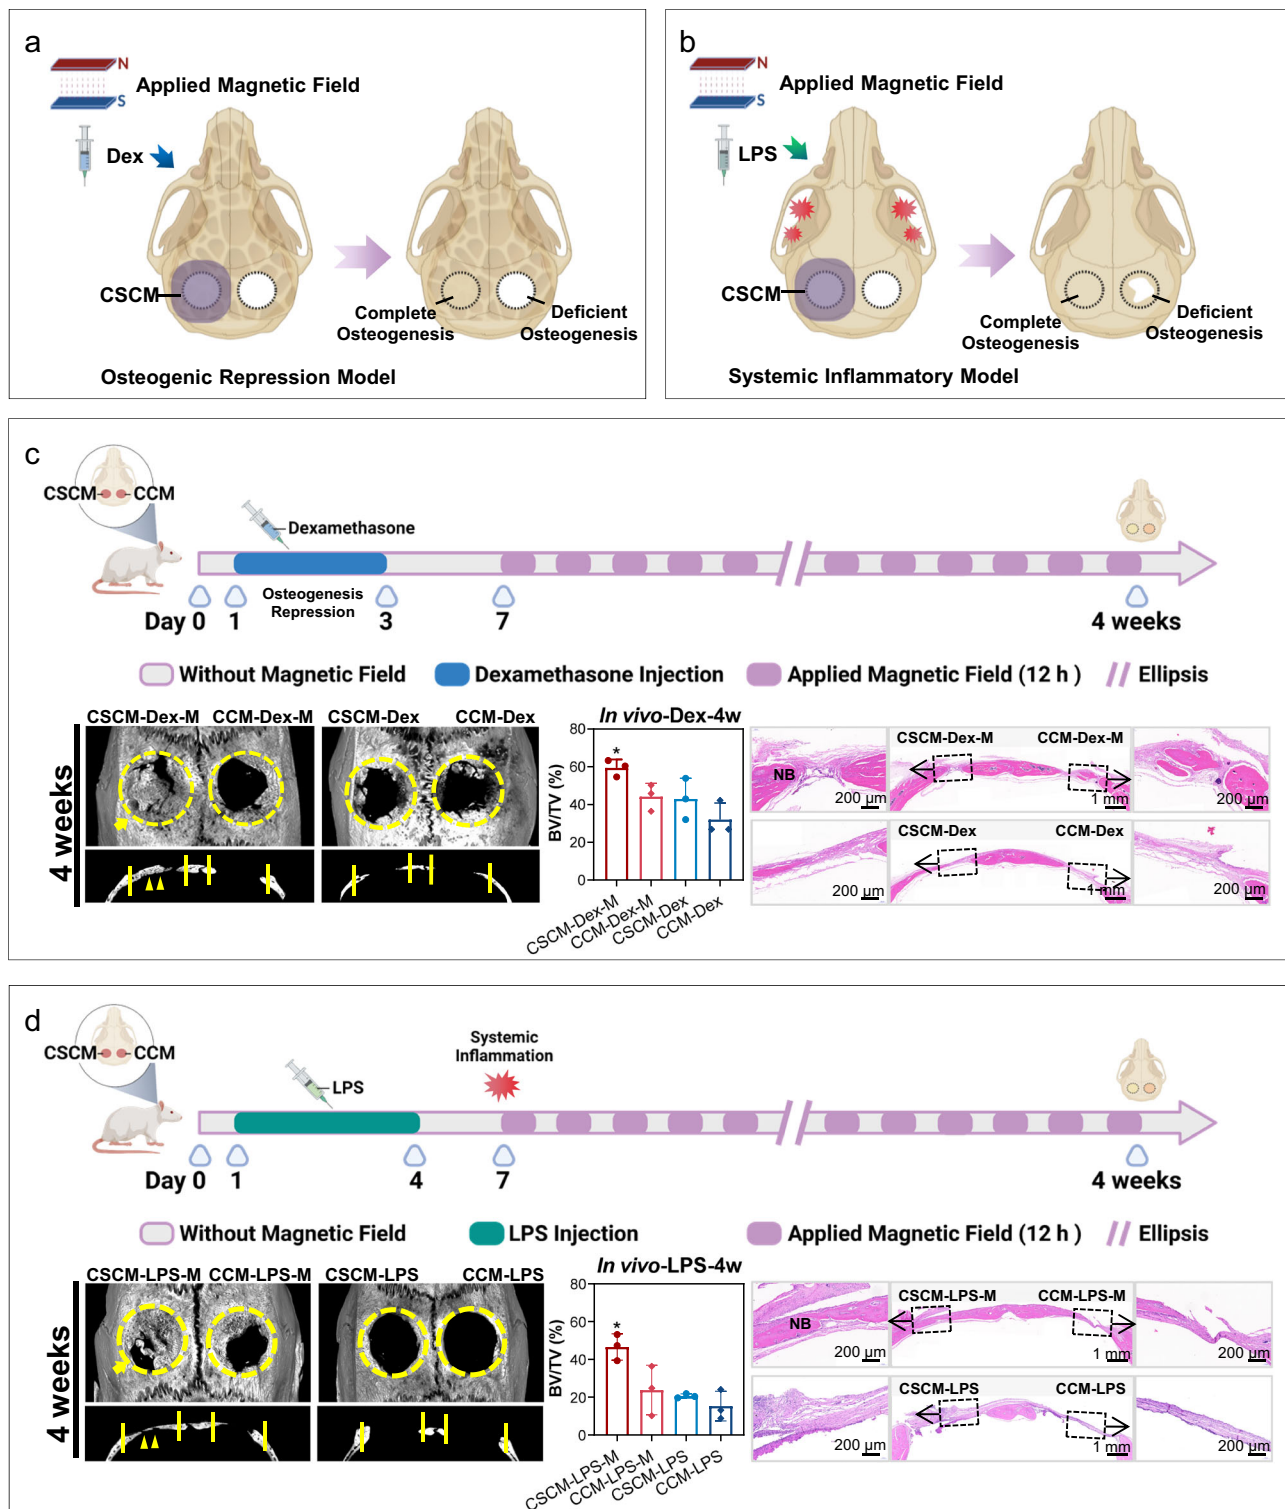 a
N
S
Applied Magnetic Field
Dex
CSCM
Complete
Osteogenesis
Deficient
Osteogenesis
Osteogenic Repression Model
b
N
S
Applied Magnetic Field
LPS
CSCM
Complete
Osteogenesis
Deficient
Osteogenesis
Systemic Inflammatory Model
c
CSCM
CCM
Dexamethasone
Osteogenesis
Repression
Day 0
1
3
7
4 weeks
Without Magnetic Field
Dexamethasone Injection
Applied Magnetic Field (12 h )
Ellipsis
4 weeks
CSCM-Dex-M
CCM-Dex-M
CSCM-Dex
CCM-Dex
In vivo-Dex-4w
BV/TV (%)
80
60
40
20
0
*
CSCM-Dex-M
CCM-Dex-M
CSCM-Dex
CCM-Dex
NB
200 µm
CSCM-Dex-M
CCM-Dex-M
1 mm
200 µm
200 µm
CSCM-Dex
CCM-Dex
1 mm
200 µm
d
CSCM
CCM
LPS
Systemic
Inflammation
Day 0
1
4
7
4 weeks
Without Magnetic Field
LPS Injection
Applied Magnetic Field (12 h )
Ellipsis
4 weeks
CSCM-LPS-M
CCM-LPS-M
CSCM-LPS
CCM-LPS
In vivo-LPS-4w
BV/TV (%)
80
60
40
20
0
*
CSCM-LPS-M
CCM-LPS-M
CSCM-LPS
CCM-LPS
NB
200 µm
CSCM-LPS-M
CCM-LPS-M
1 mm
200 µm
200 µm
CSCM-LPS
CCM-LPS
1 mm
200 µm